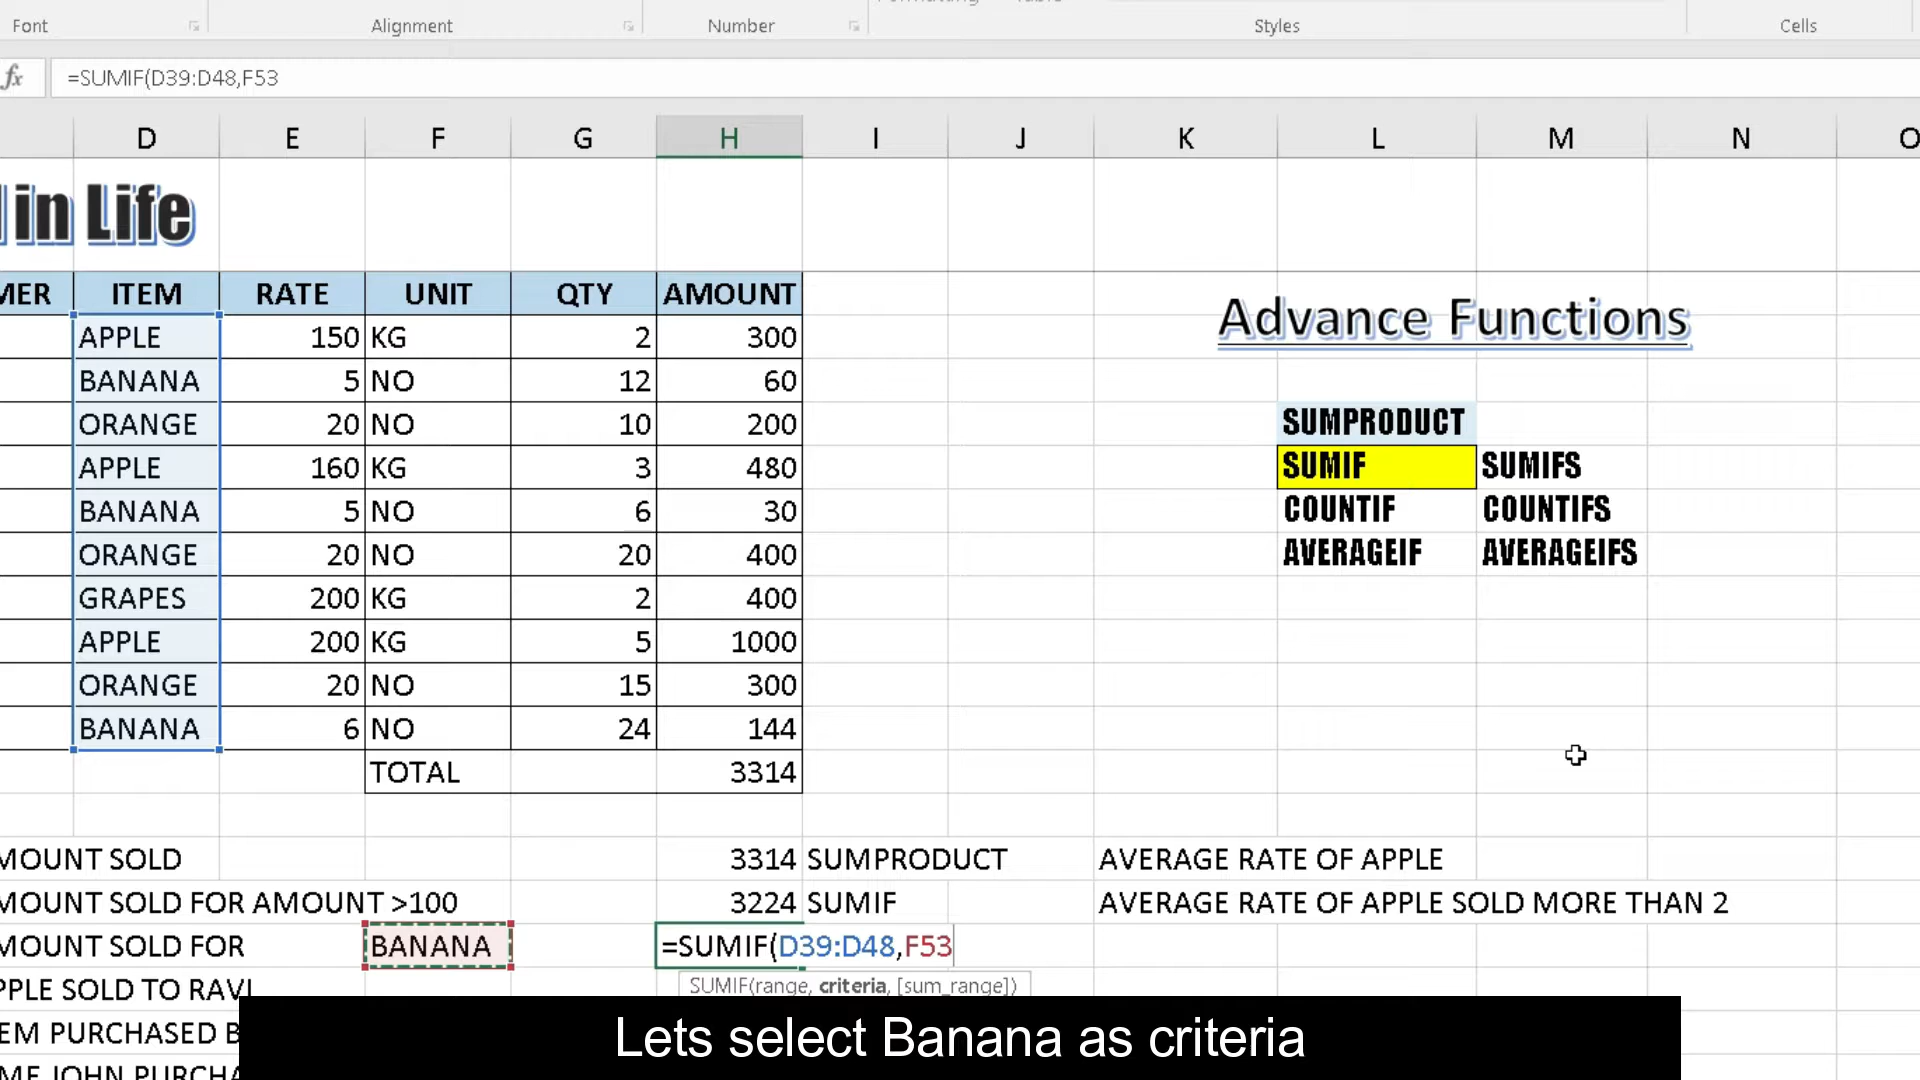 Font Alignment Number Styles Cells
fx =SUMIF(D39:D48,F53
D E F G H I J K L M N O
in Life
MER ITEM RATE UNIT QTY AMOUNT
Advance Functions
APPLE 150 KG 2 300
BANANA 5 NO 12 60
ORANGE 20 NO 10 200 SUMPRODUCT
APPLE 160 KG 3 480 SUMIF SUMIFS
BANANA 5 NO 6 30 COUNTIF COUNTIFS
ORANGE 20 NO 20 400 AVERAGEIF AVERAGEIFS
GRAPES 200 KG 2 400
APPLE 200 KG 5 1000
ORANGE 20 NO 15 300
BANANA 6 NO 24 144
TOTAL 3314
MOUNT SOLD 3314 SUMPRODUCT AVERAGE RATE OF APPLE
MOUNT SOLD FOR AMOUNT >100 3224 SUMIF AVERAGE RATE OF APPLE SOLD MORE THAN 2
MOUNT SOLD FOR BANANA =SUMIF(D39:D48,F53
SUMIF(range, criteria, [sum_range])
PPLE SOLD TO RAVI
EM PURCHASED B
Lets select Banana as criteria
ME JOHN PURCHA